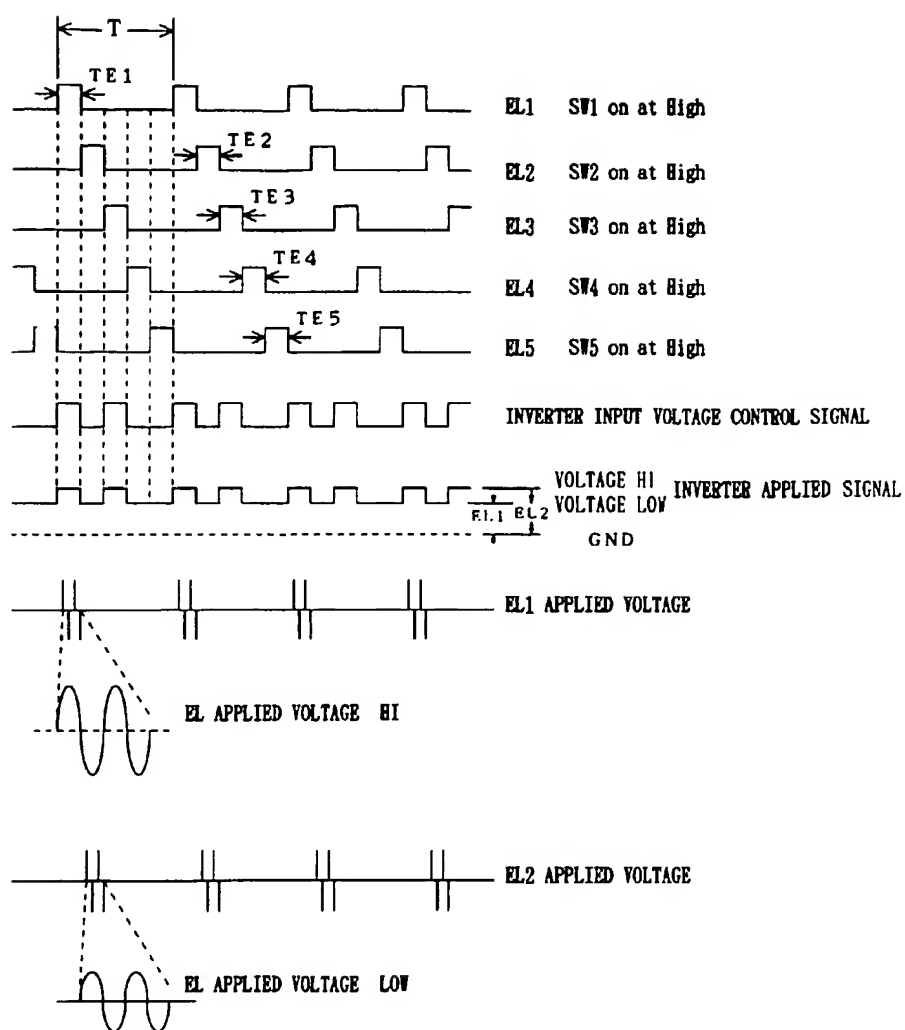 T
TE1
EL1 SW1 on at High
TE2
EL2 SW2 on at High
TE3
EL3 SW3 on at High
TE4
EL4 SW4 on at High
TE5
EL5 SW5 on at High
INVERTER INPUT VOLTAGE CONTROL SIGNAL
VOLTAGE HI
VOLTAGE LOW
INVERTER APPLIED SIGNAL
EL1 EL2
GND
EL1 APPLIED VOLTAGE
EL APPLIED VOLTAGE HI
EL2 APPLIED VOLTAGE
EL APPLIED VOLTAGE LOW